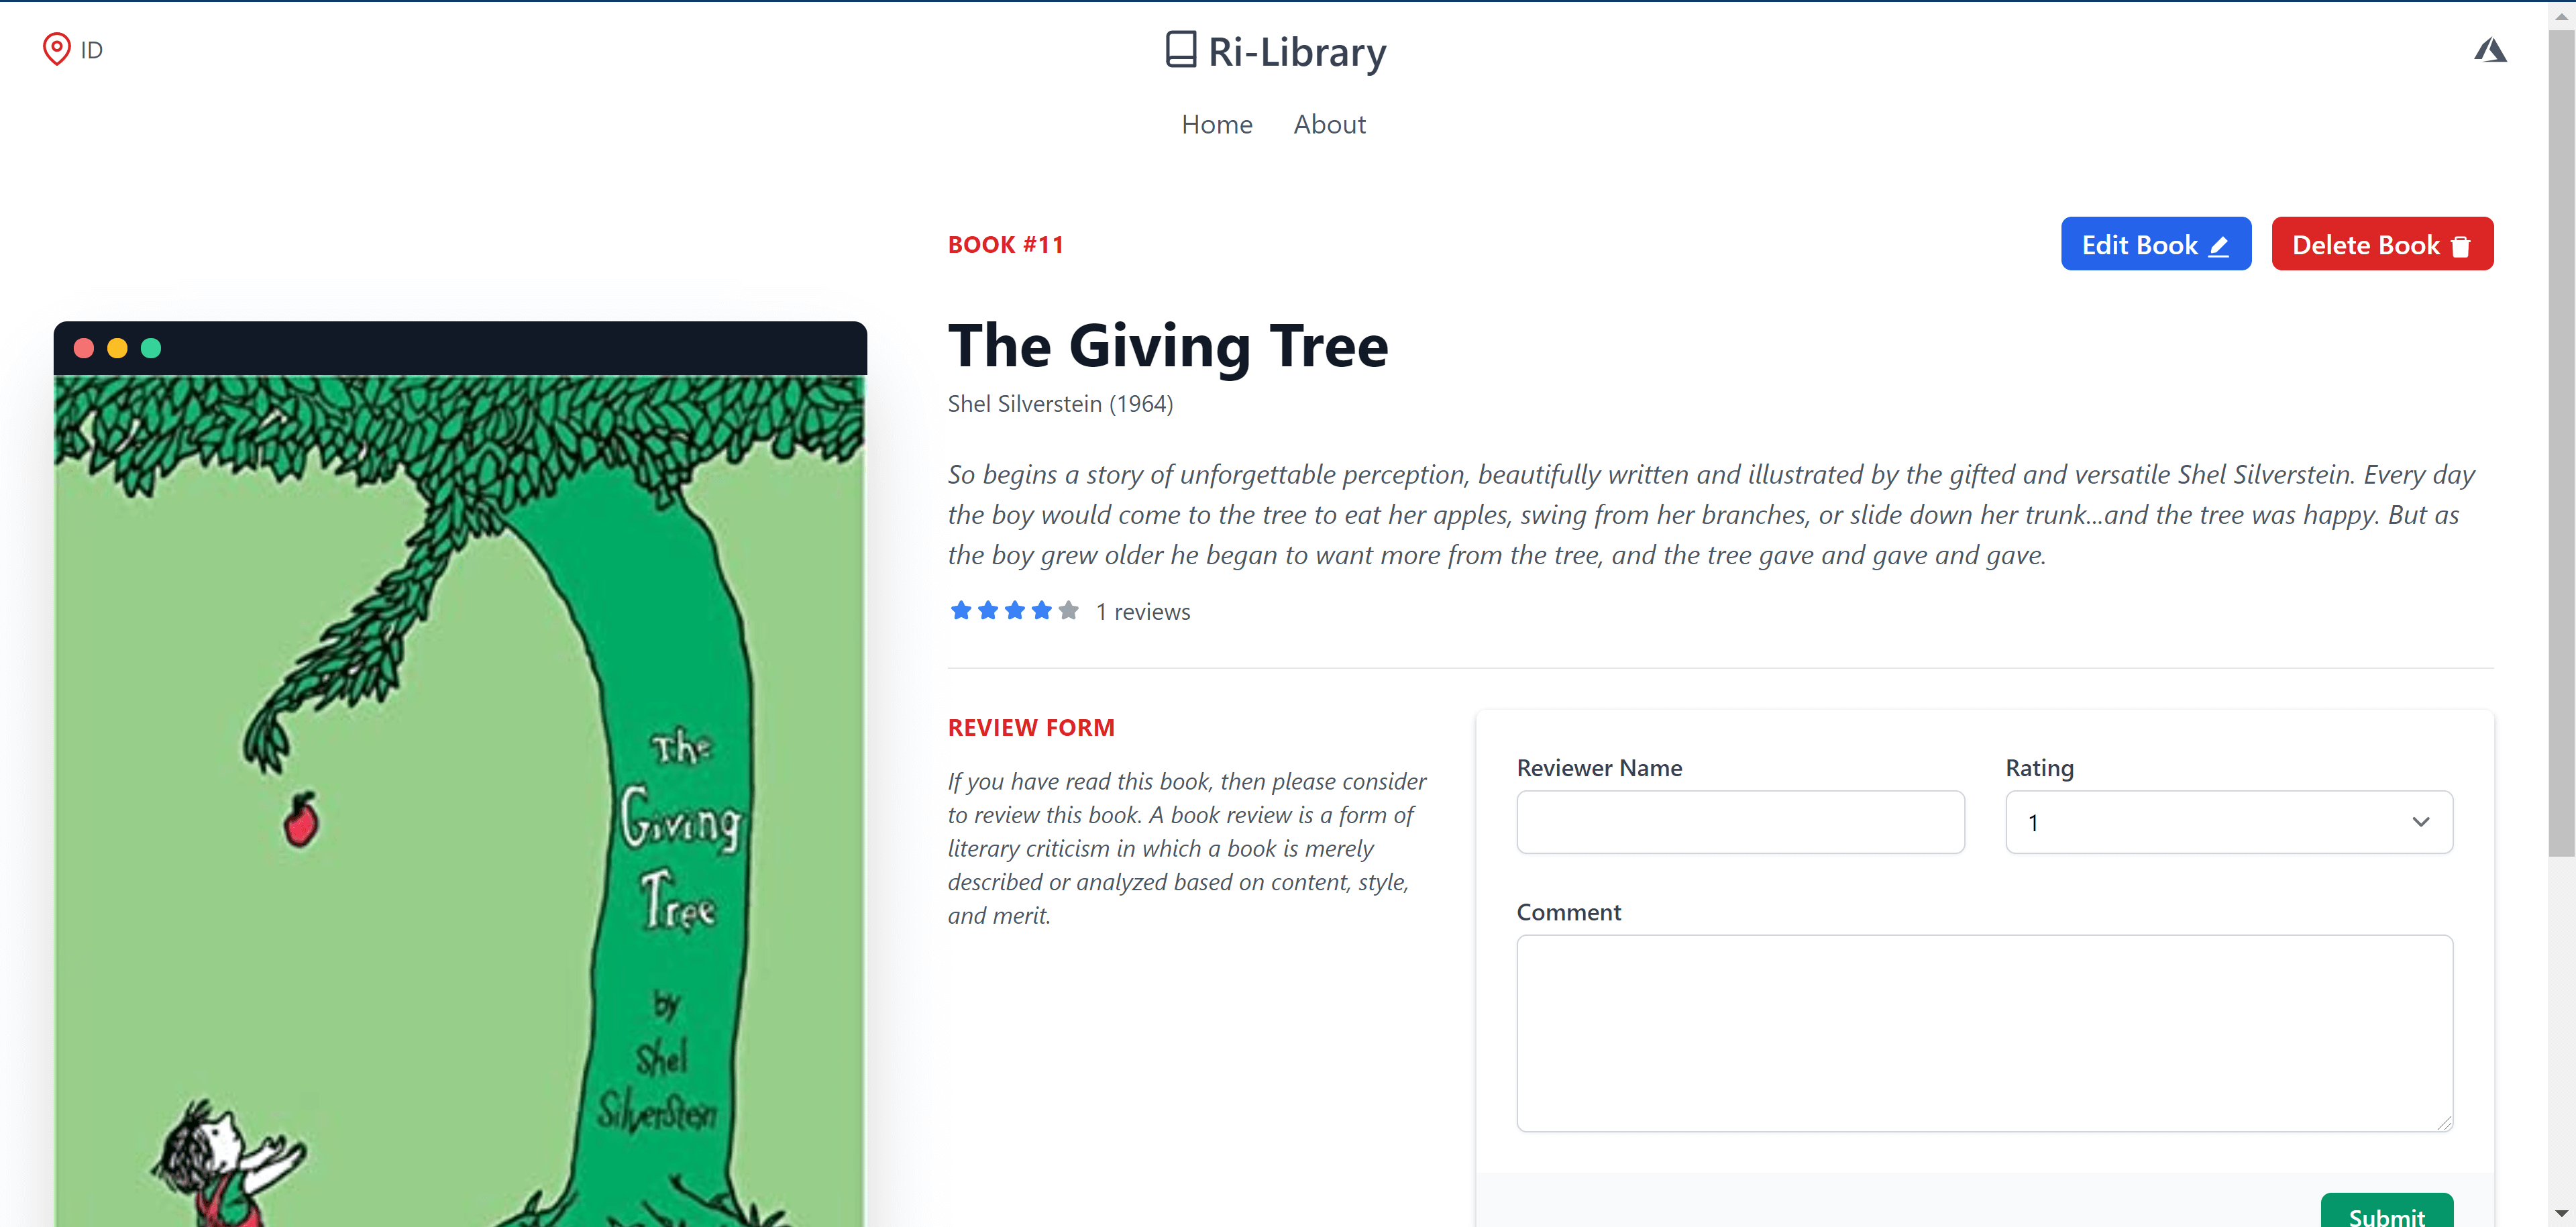 ID
Ri-Library
Home About
BOOK #11
Edit Book
Delete Book
The Giving Tree
Shel Silverstein (1964)
So begins a story of unforgettable perception, beautifully written and illustrated by the gifted and versatile Shel Silverstein. Every day
the boy would come to the tree to eat her apples, swing from her branches, or slide down her trunk...and the tree was happy. But as
the boy grew older he began to want more from the tree, and the tree gave and gave and gave.
1 reviews
The
Giving
Tree
by
Shel
Silverstein
REVIEW FORM
If you have read this book, then please consider
to review this book. A book review is a form of
literary criticism in which a book is merely
described or analyzed based on content, style,
and merit.
Reviewer Name
Rating
1
Comment
Submit